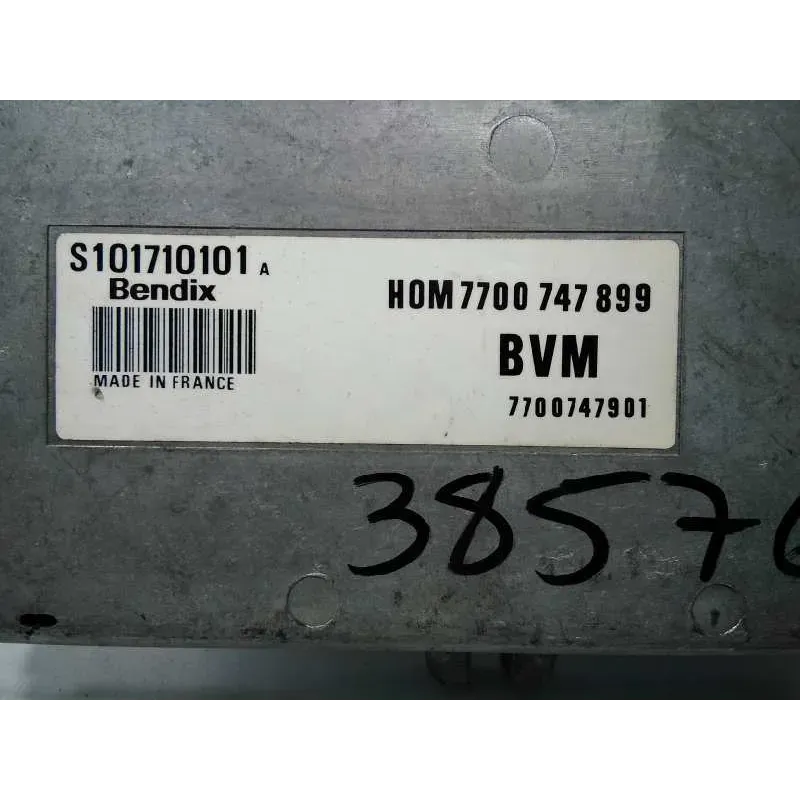 S101710101 A
Bendix
MADE IN FRANCE
HOM 7700 747 899
BVM
7700747901
3857